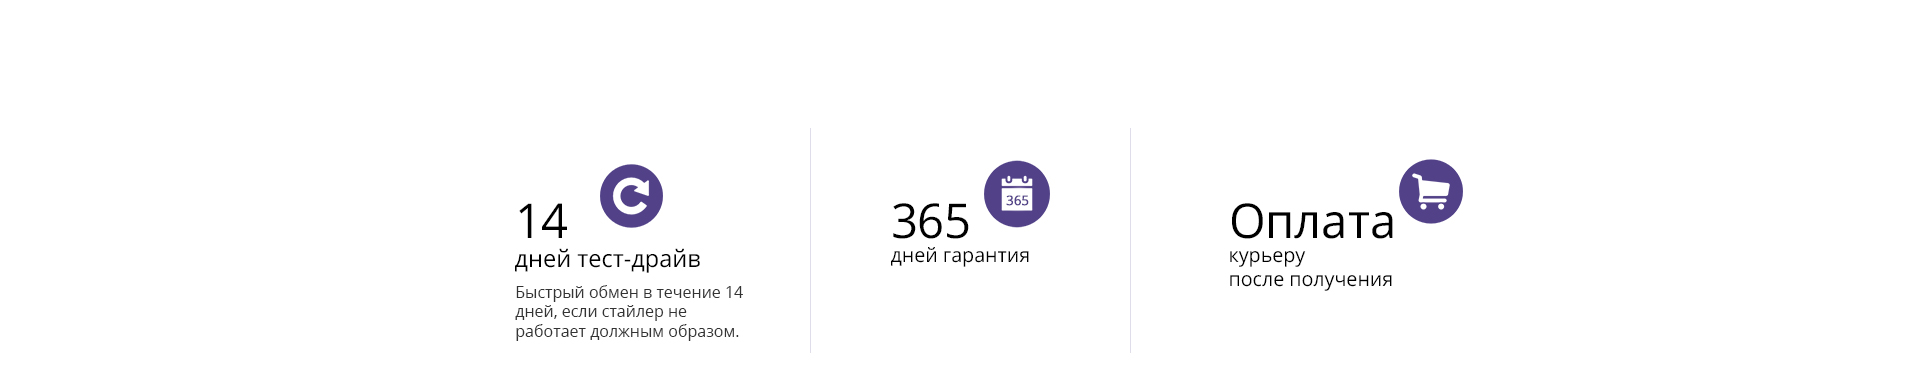 14
дней тест-драйв
Быстрый обмен в течение 14
дней, если стайлер не
работает должным образом.
365
365
дней гарантия
Оплата
курьеру
после получения